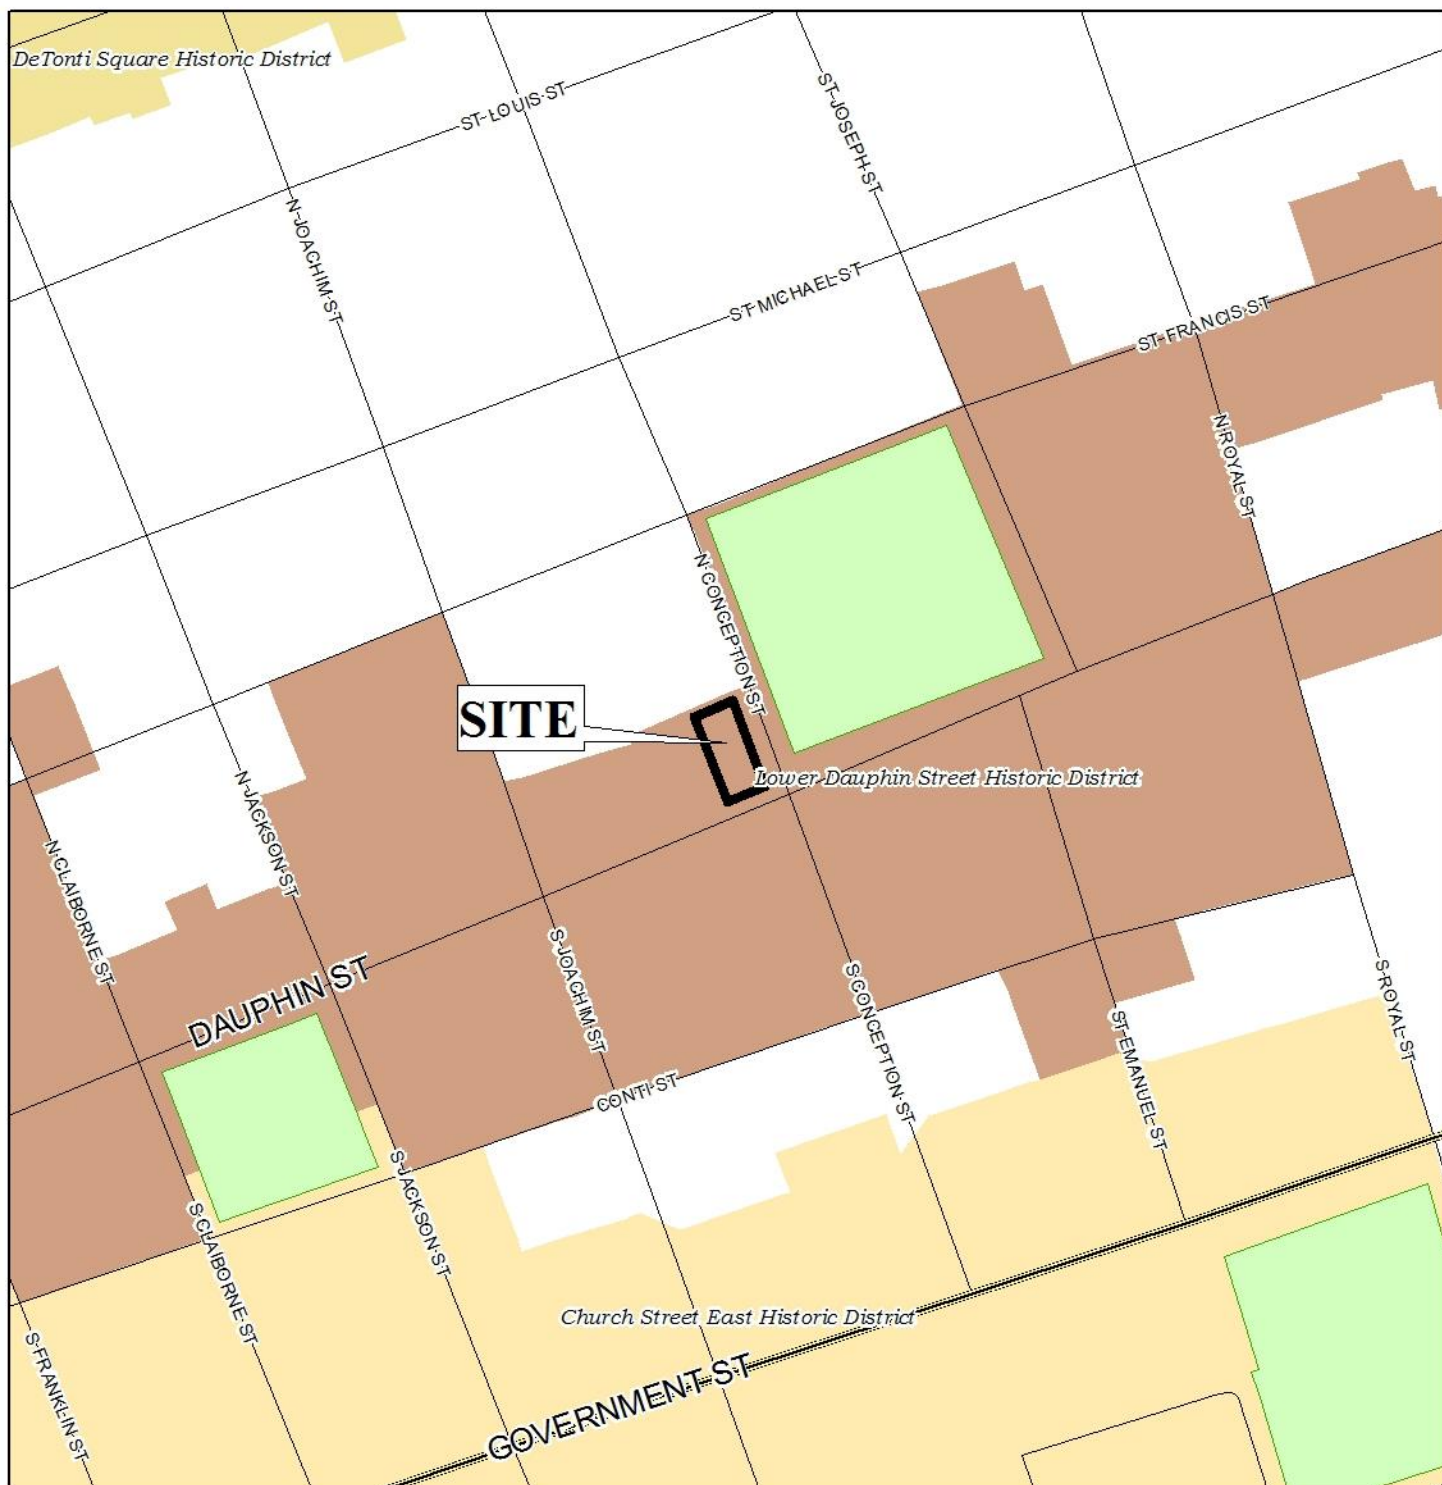 DeTonti Square Historic District
ST LOUIS ST
ST JOSEPH ST
N JOACHIM ST
ST MICHAEL ST
ST FRANCIS ST
N ROYAL ST
N CONCEPTION ST
SITE
Lower Dauphin Street Historic District
N JACKSON ST
N CLAIBORNE ST
DAUPHIN ST
S JOACHIM ST
S CONCEPTION ST
S ROYAL ST
ST EMANUEL ST
CONTI ST
S JACKSON ST
S CLAIBORNE ST
Church Street East Historic District
S FRANKLIN ST
GOVERNMENT ST